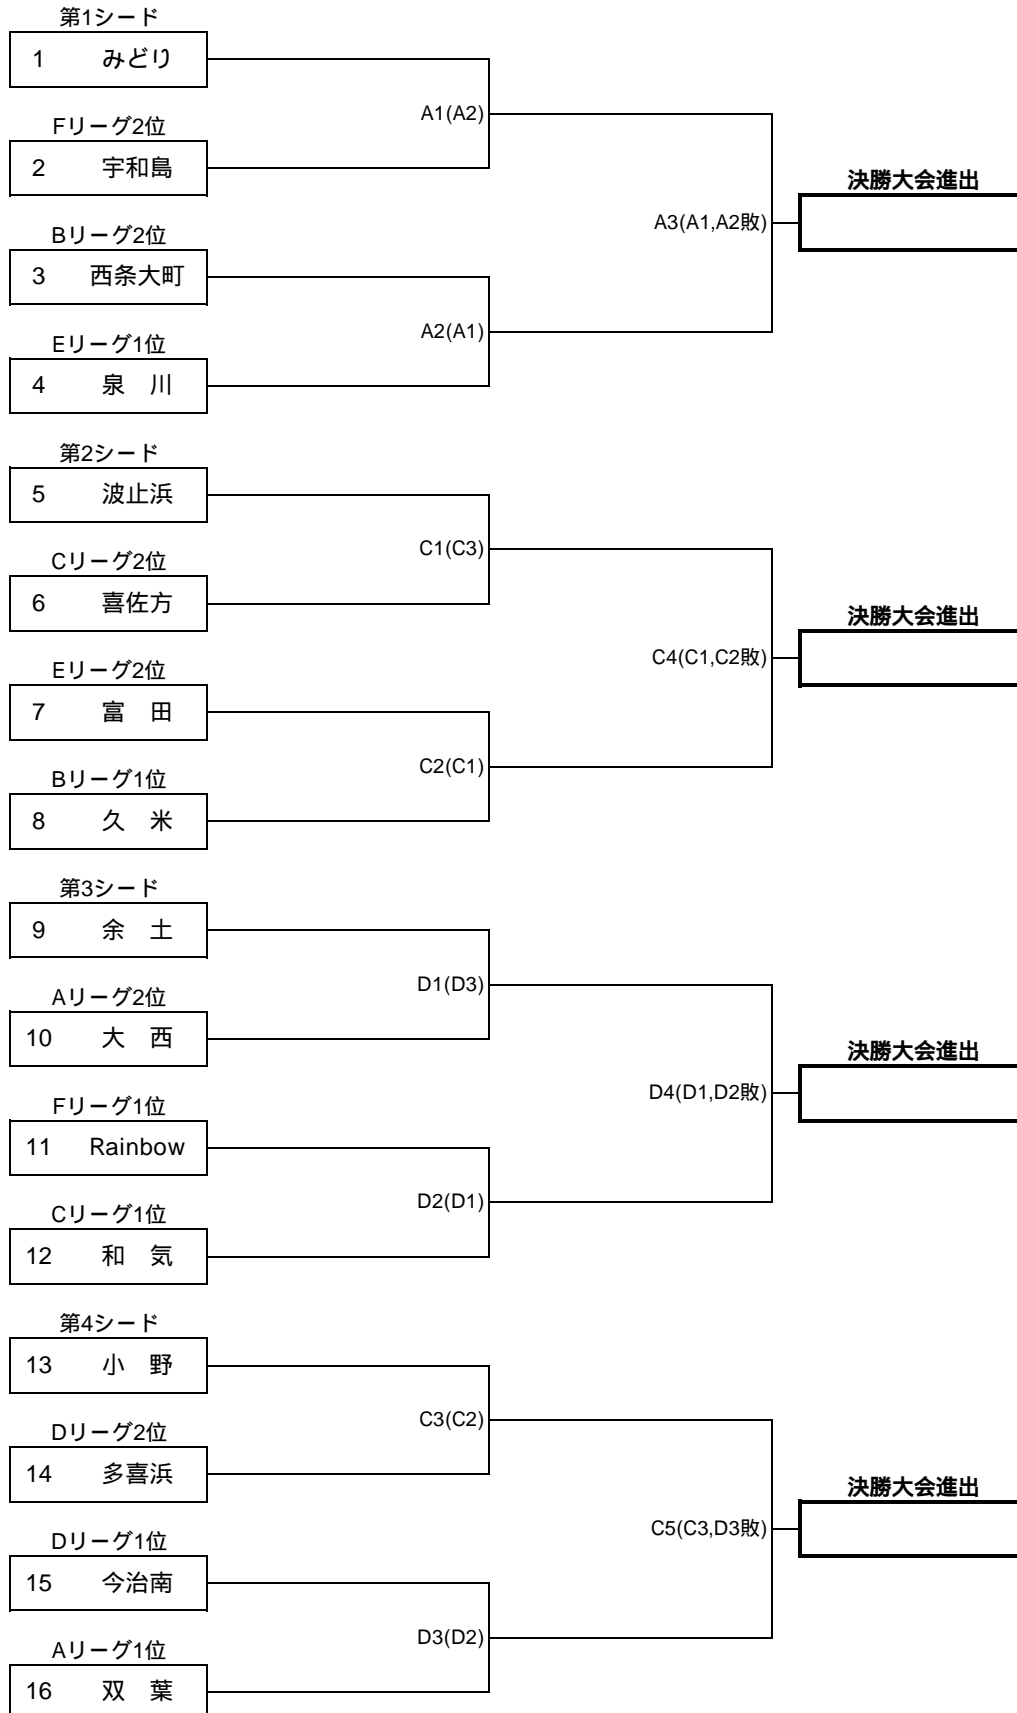 第1シード
1 みどり
A1(A2)
Fリーグ2位
2 宇和島
決勝大会進出
A3(A1,A2敗)
Bリーグ2位
3 西条大町
A2(A1)
Eリーグ1位
4 泉 川
第2シード
5 波止浜
C1(C3)
Cリーグ2位
6 喜佐方
決勝大会進出
C4(C1,C2敗)
Eリーグ2位
7 富 田
C2(C1)
Bリーグ1位
8 久 米
第3シード
9 余 土
D1(D3)
Aリーグ2位
10 大 西
決勝大会進出
D4(D1,D2敗)
Fリーグ1位
11 Rainbow
D2(D1)
Cリーグ1位
12 和 気
第4シード
13 小 野
C3(C2)
Dリーグ2位
14 多喜浜
決勝大会進出
C5(C3,D3敗)
Dリーグ1位
15 今治南
D3(D2)
Aリーグ1位
16 双 葉